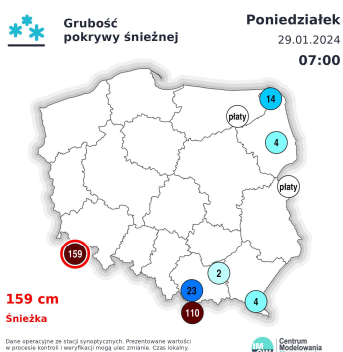 Grubość
pokrywy śnieżnej
Poniedziałek
29.01.2024
07:00
14
płaty
4
płaty
159
2
23
4
110
159 cm
Śnieżka
Dane operacyjne ze stacji synoptycznych. Prezentowane wartości
w procesie kontroli i weryfikacji mogą ulec zmianie. Czas lokalny.
Centrum
Modelowania